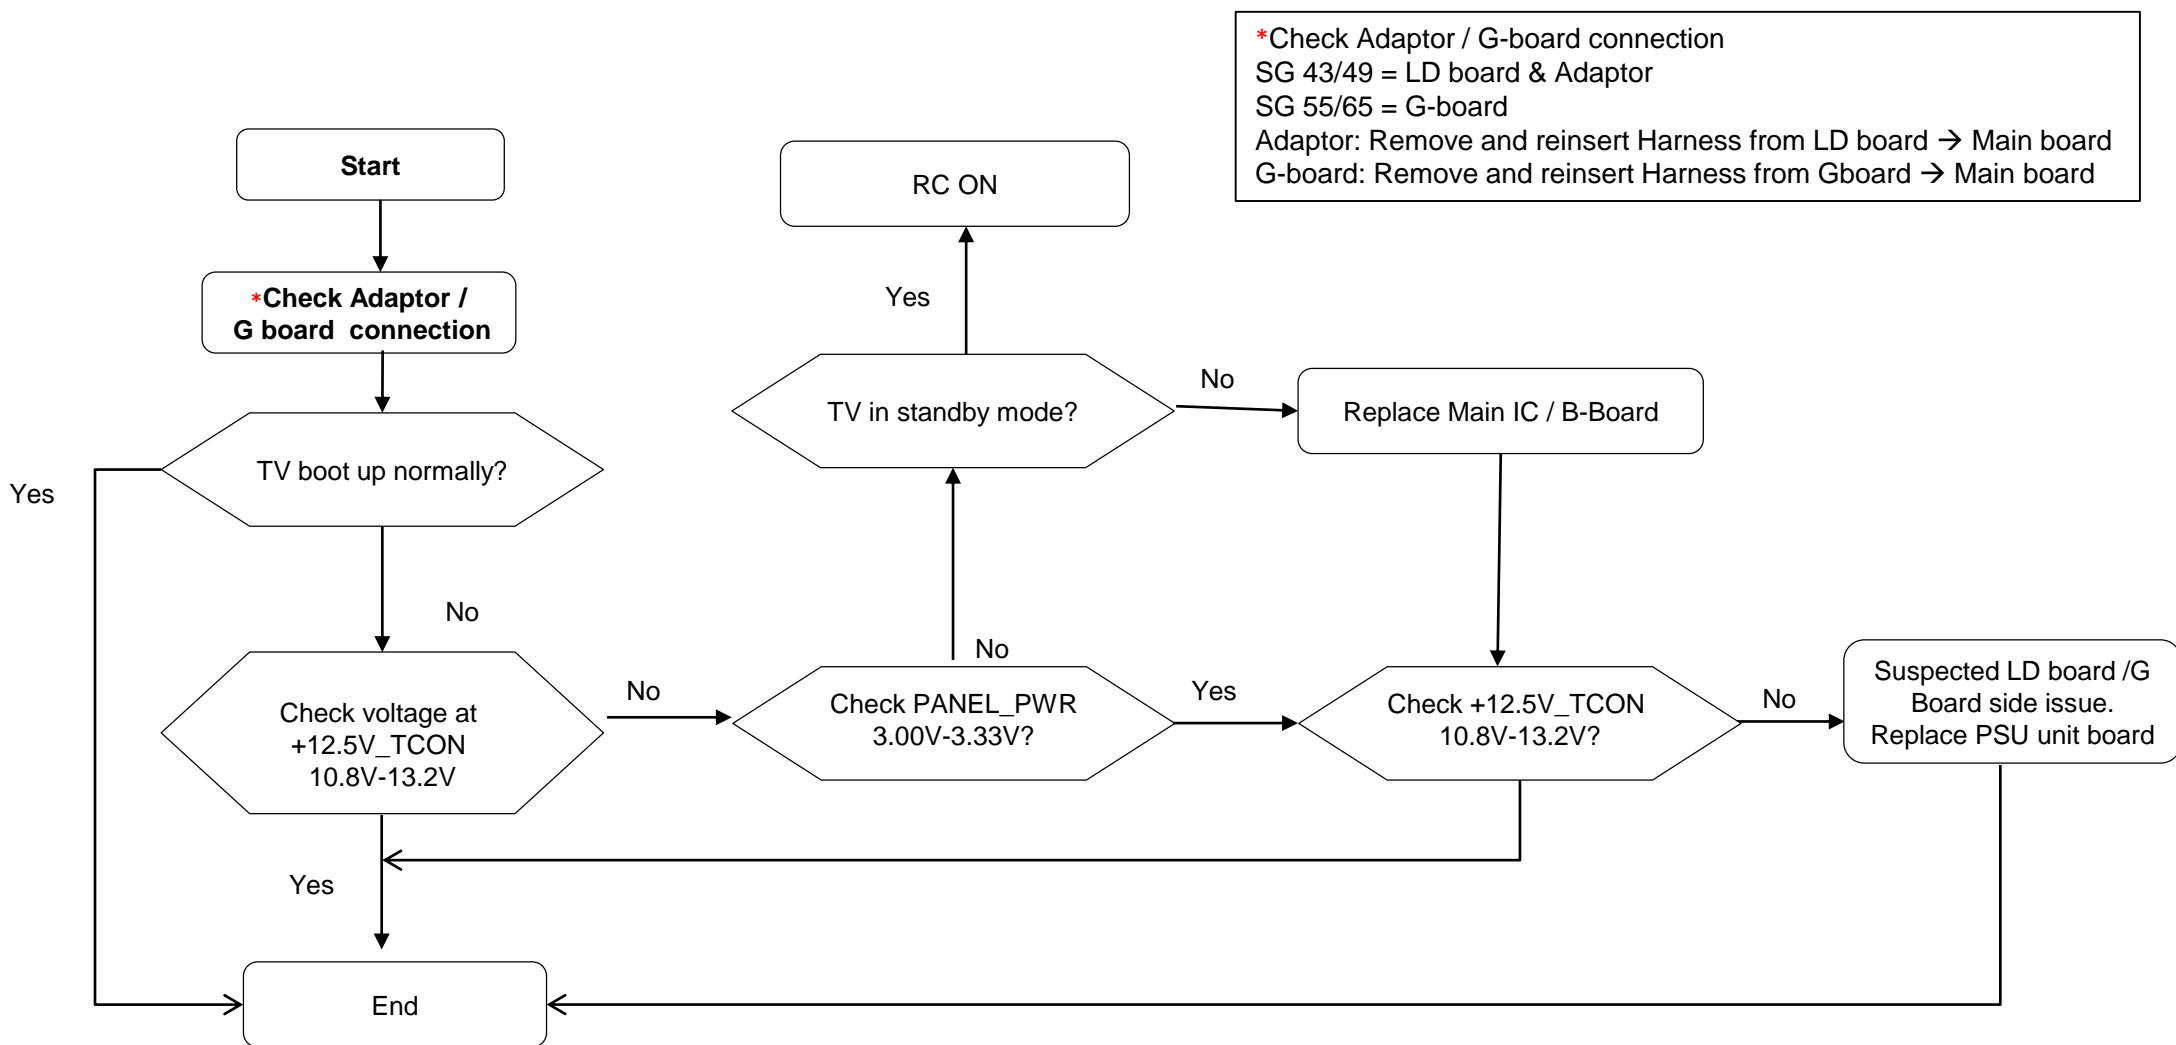 *Check Adaptor / G-board connection
SG 43/49 = LD board & Adaptor
SG 55/65 = G-board
Adaptor: Remove and reinsert Harness from LD board → Main board
G-board: Remove and reinsert Harness from Gboard → Main board
Start
RC ON
*Check Adaptor /
G board connection
Yes
TV in standby mode?
No
Replace Main IC / B-Board
TV boot up normally?
Yes
No
No
Check voltage at
+12.5V_TCON
10.8V-13.2V
No
Check PANEL_PWR
3.00V-3.33V?
Yes
Check +12.5V_TCON
10.8V-13.2V?
No
Suspected LD board /G
Board side issue.
Replace PSU unit board
Yes
End